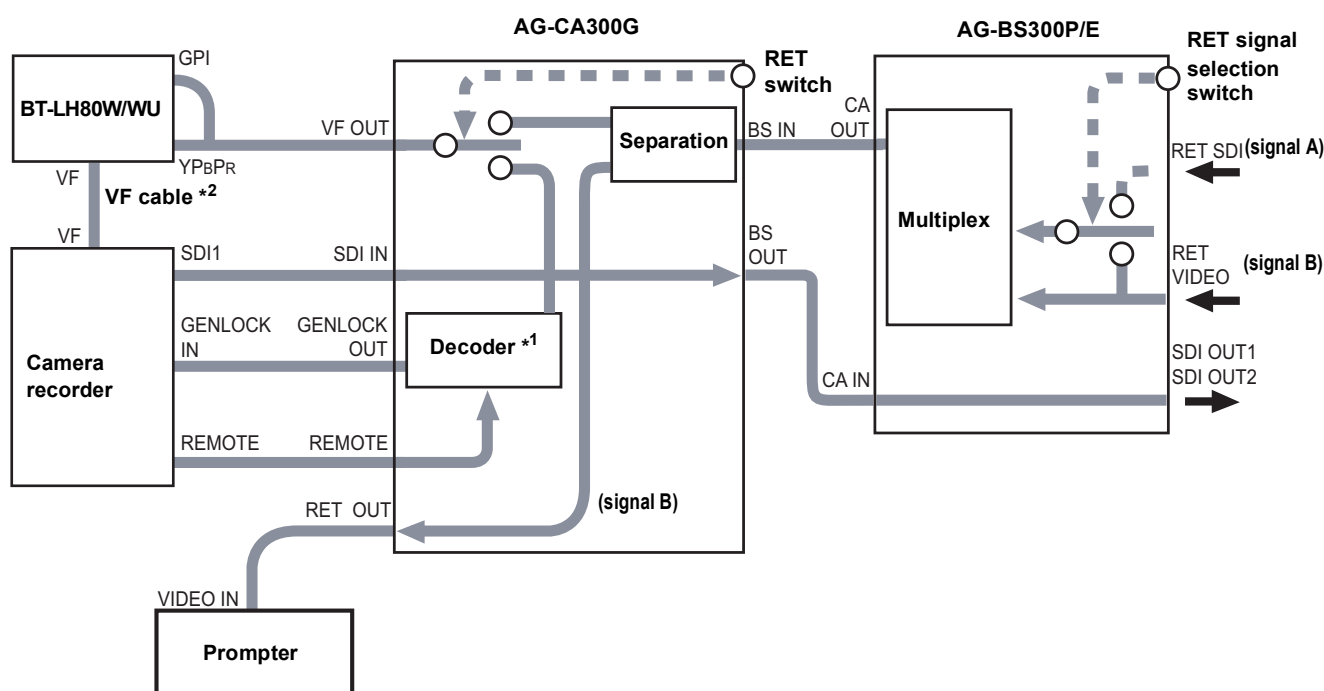 AG-CA300G
AG-BS300P/E
GPI
BT-LH80W/WU
VF OUT
YPBPR
VF
VF cable *2
VF
RET
switch
Separation
BS IN
CA
OUT
RET signal
selection
switch
RET SDI (signal A)
Multiplex
RET
VIDEO
(signal B)
SDI1
SDI IN
BS
OUT
GENLOCK
IN
GENLOCK
OUT
Decoder *1
Camera
recorder
CA IN
SDI OUT1
SDI OUT2
REMOTE
REMOTE
RET OUT
(signal B)
VIDEO IN
Prompter